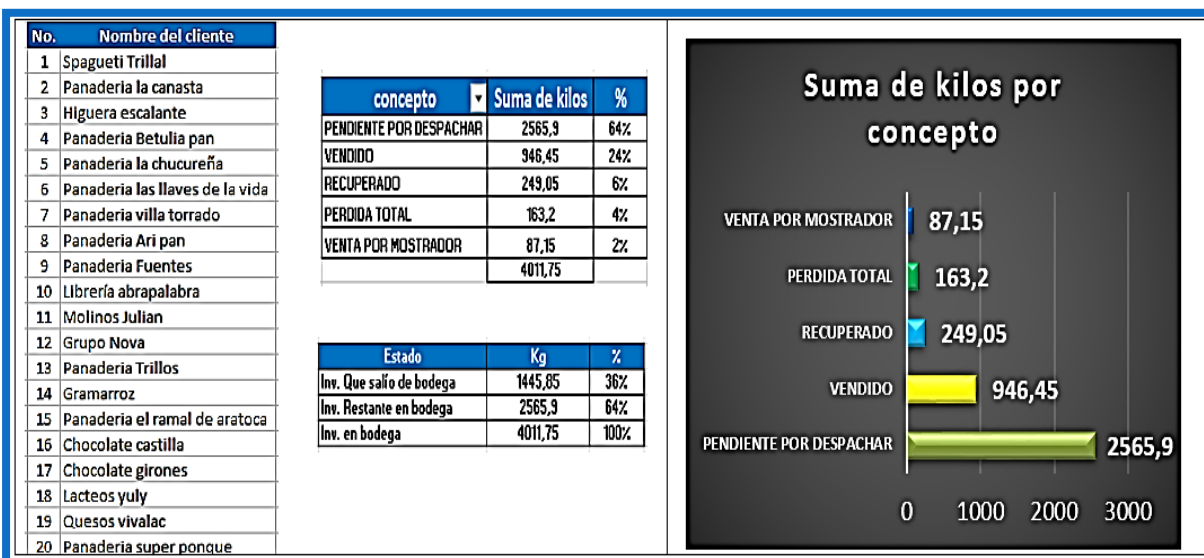 No. Nombre del cliente
1 Spagueti Trillal
2 Panaderia la canasta
3 Higuera escalante
4 Panaderia Betulia pan
5 Panaderia la chucureña
6 Panaderia las llaves de la vida
7 Panaderia villa torrado
8 Panaderia Ari pan
9 Panaderia Fuentes
10 Librería abrapalabra
11 Molinos Julian
12 Grupo Nova
13 Panaderia Trillos
14 Gramarroz
15 Panaderia el ramal de aratoca
16 Chocolate castilla
17 Chocolate girones
18 Lacteos yuly
19 Quesos vivalac
20 Panaderia super ponque
concepto Suma de kilos %
PENDIENTE POR DESPACHAR 2565,9 64%
VENDIDO 946,45 24%
RECUPERADO 249,05 6%
PERDIDA TOTAL 163,2 4%
VENTA POR MOSTRADOR 87,15 2%
4011,75
Estado Kg %
Inv. Que salío de bodega 1445,85 36%
Inv. Restante en bodega 2565,9 64%
Inv. en bodega 4011,75 100%
Suma de kilos por
concepto
VENTA POR MOSTRADOR 87,15
PERDIDA TOTAL 163,2
RECUPERADO 249,05
VENDIDO 946,45
PENDIENTE POR DESPACHAR 2565,9
0 1000 2000 3000